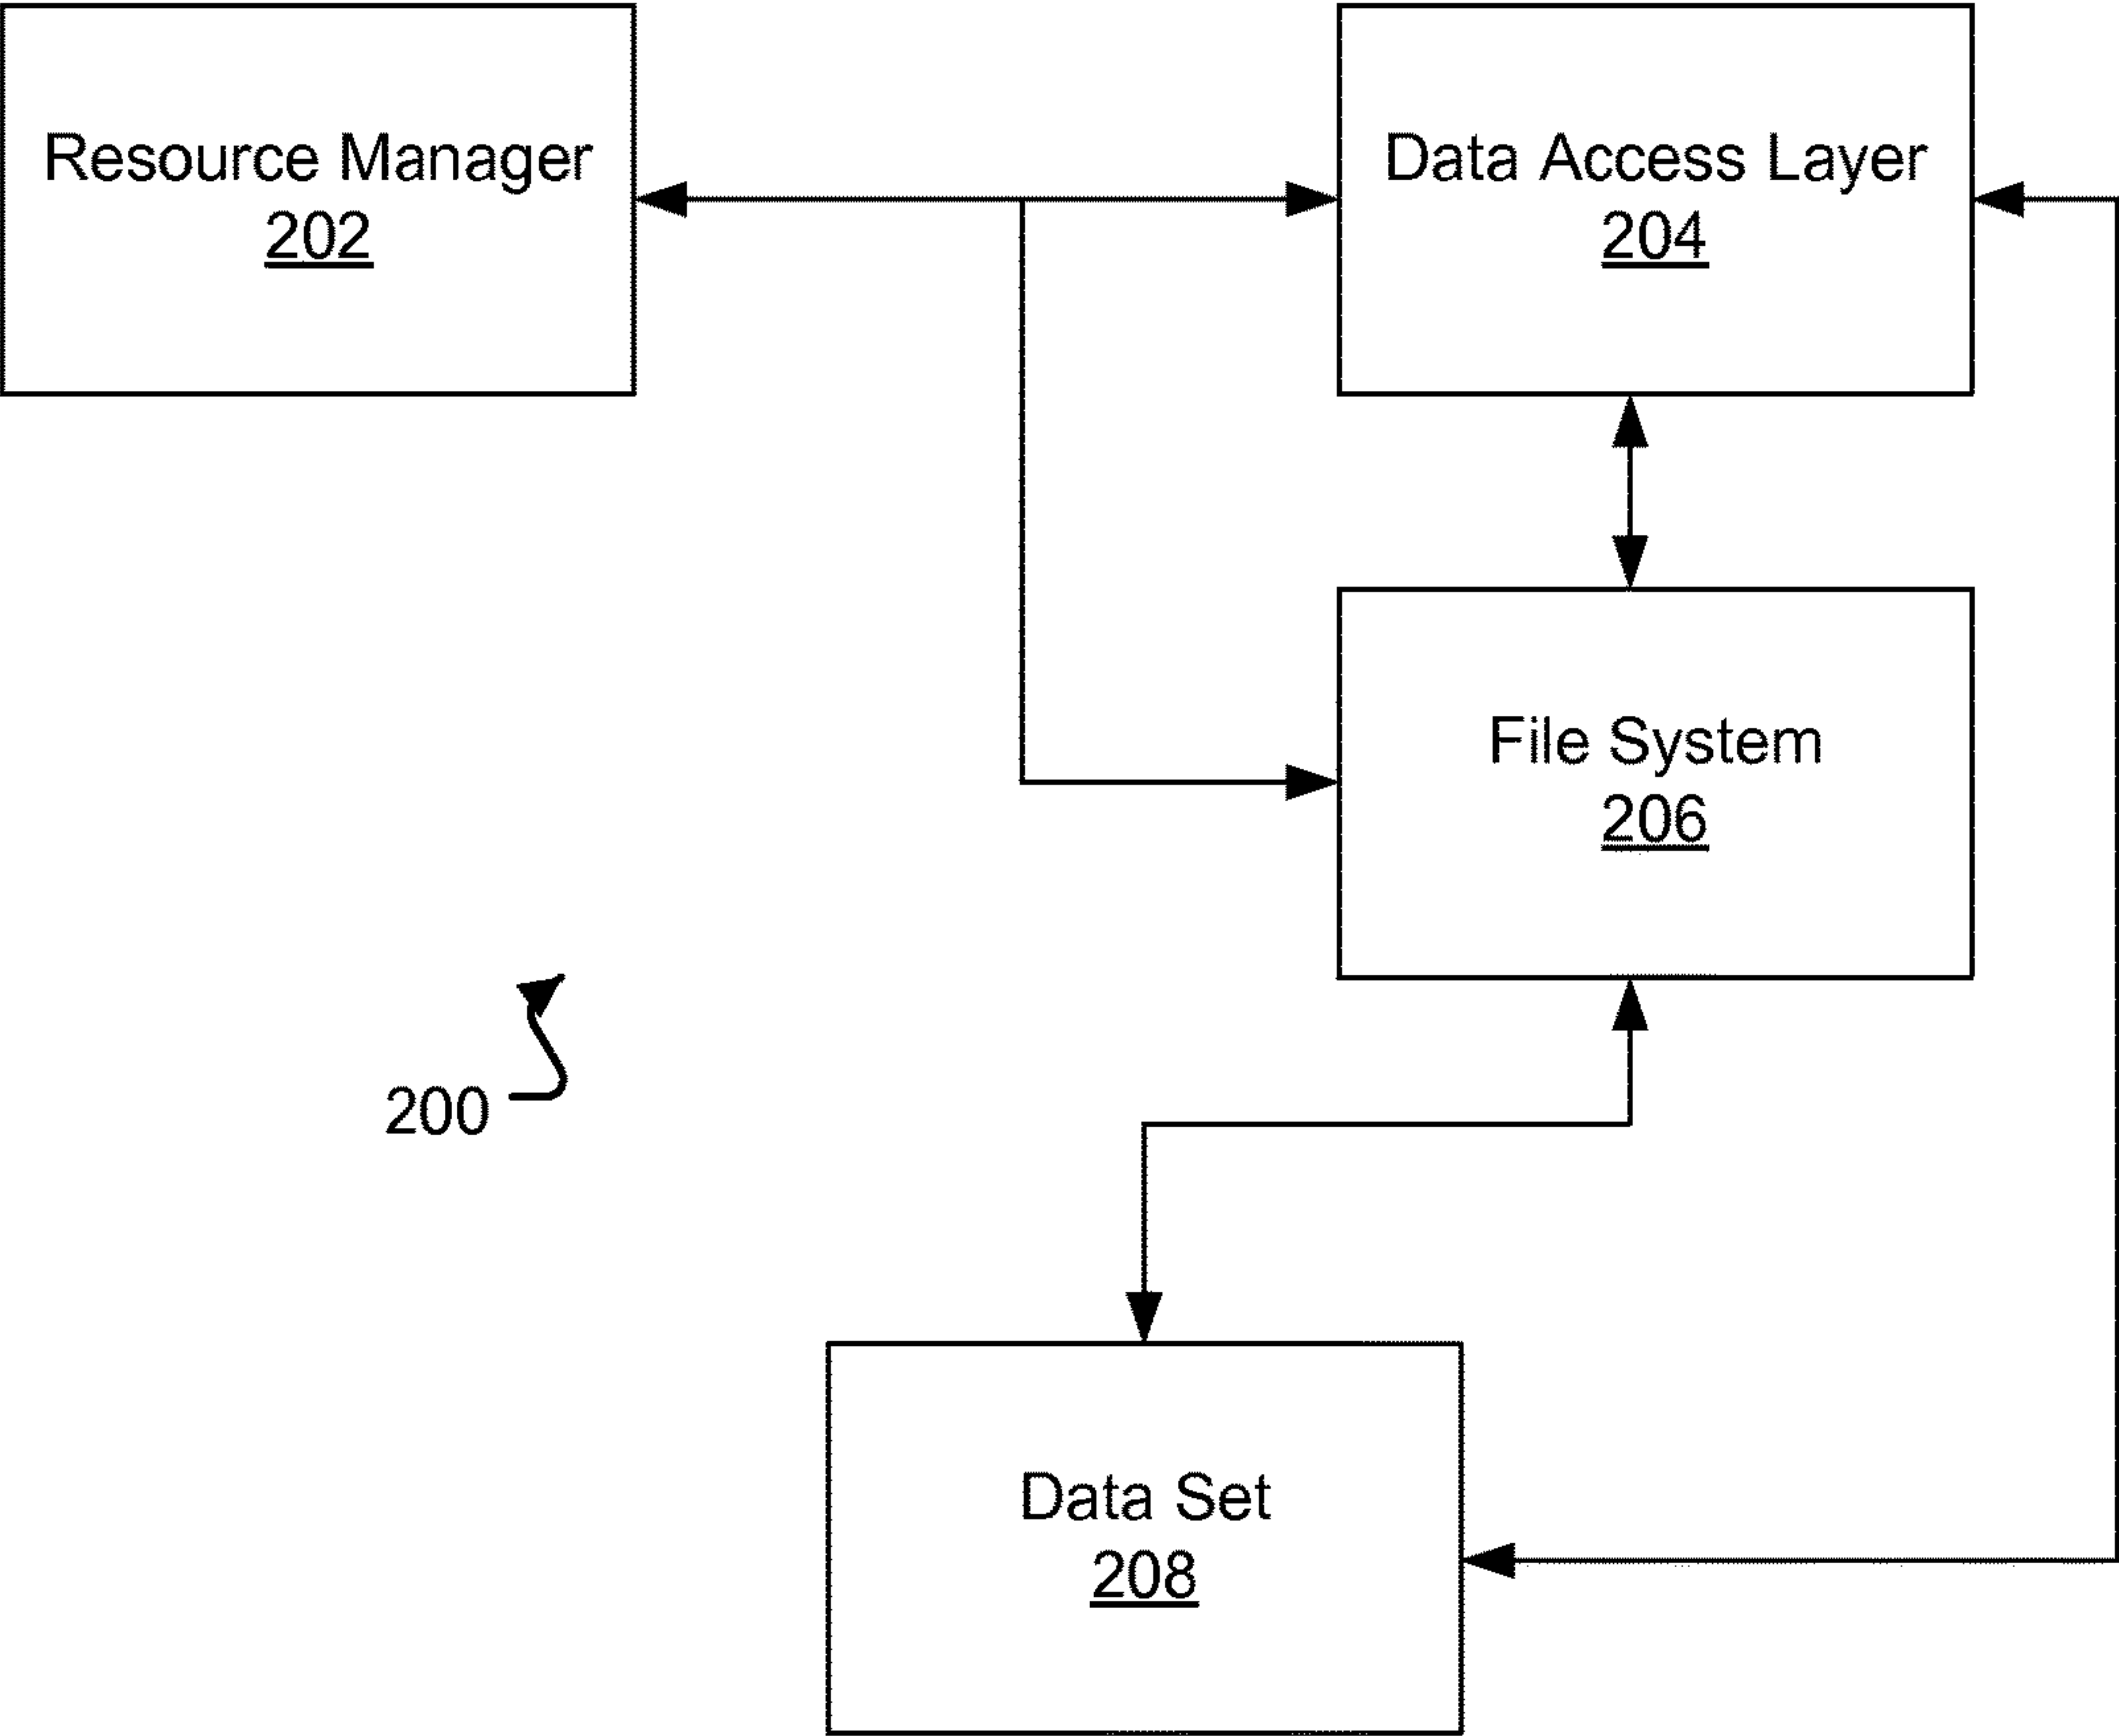 Resource Manager
202
Data Access Layer
204
File System
206
200
Data Set
208